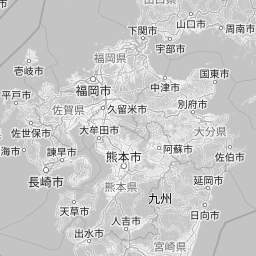 山口県
山口市
周南市
下関市
宇部市
福岡県
壱岐市
国東市
福岡市
中津市
平戸市
佐賀県
久留米市
別府市
佐世保市
大牟田市
大分県
海市
諫早市
熊本市
阿蘇市
佐伯市
長崎市
熊本県
延岡市
九州
天草市
日向市
人吉市
出水市
宮崎県